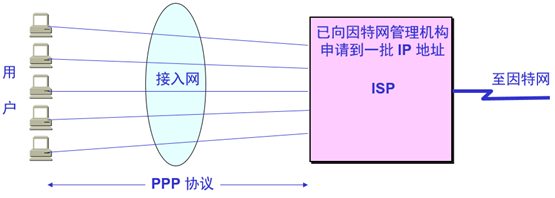 已向因特网管理机构
申请到一批 IP 地址
ISP
用
户
接入网
至因特网
PPP 协议